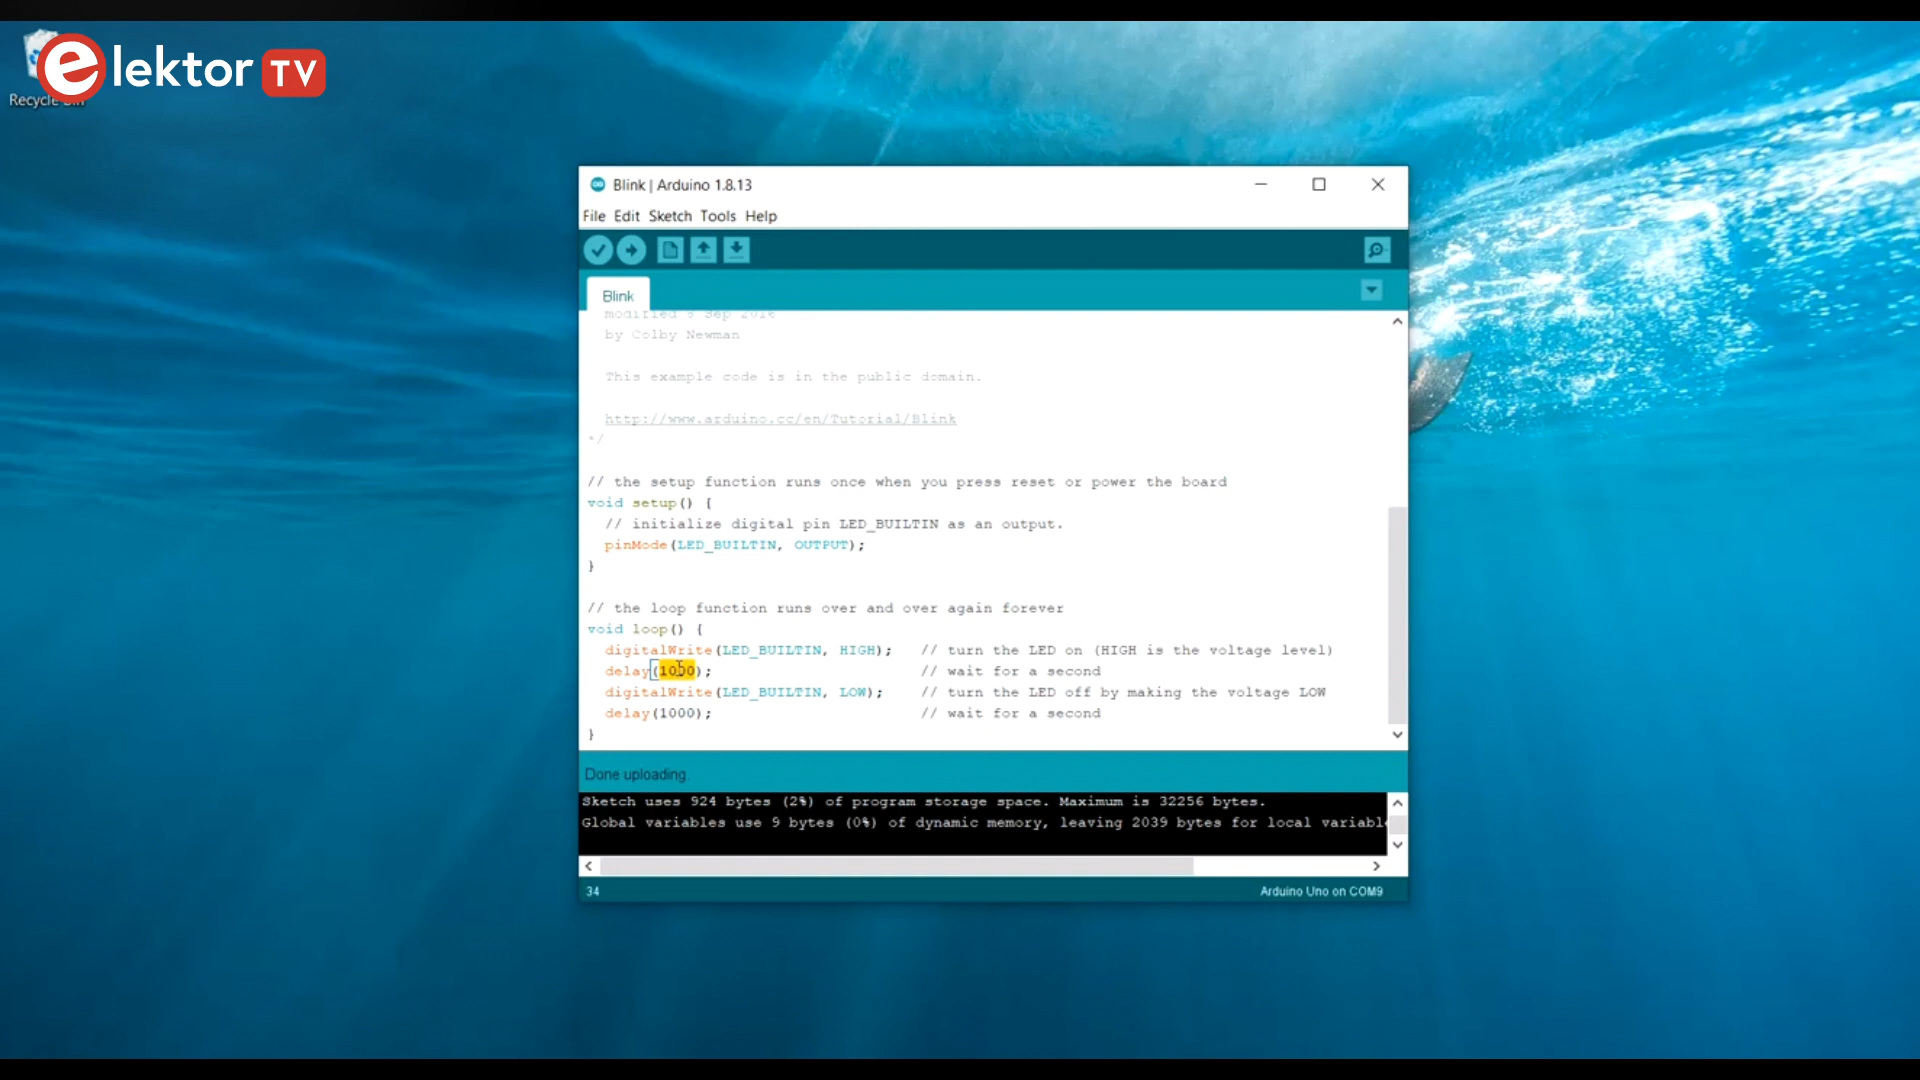 elektor TV
Recycle Bin
Blink | Arduino 1.8.13
File Edit Sketch Tools Help
Blink
modified 8 Sep 2016
by Colby Newman
This example code is in the public domain.
http://www.arduino.cc/en/Tutorial/Blink
*/
// the setup function runs once when you press reset or power the board
void setup() {
// initialize digital pin LED_BUILTIN as an output.
pinMode(LED_BUILTIN, OUTPUT);
}
// the loop function runs over and over again forever
void loop() {
digitalWrite(LED_BUILTIN, HIGH); // turn the LED on (HIGH is the voltage level)
delay(1000); // wait for a second
digitalWrite(LED_BUILTIN, LOW); // turn the LED off by making the voltage LOW
delay(1000); // wait for a second
}
Done uploading.
Sketch uses 924 bytes (2%) of program storage space. Maximum is 32256 bytes.
Global variables use 9 bytes (0%) of dynamic memory, leaving 2039 bytes for local variabl
34
Arduino Uno on COM9